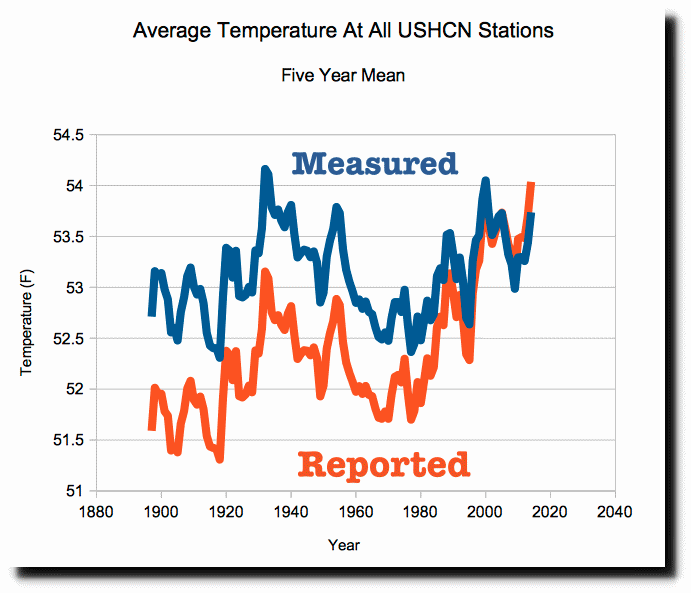 Average Temperature At All USHCN Stations
Five Year Mean
54.5
Measured
54
53.5
53
Temperature (F)
52.5
52
51.5
Reported
51
1880 1900 1920 1940 1960 1980 2000 2020 2040
Year